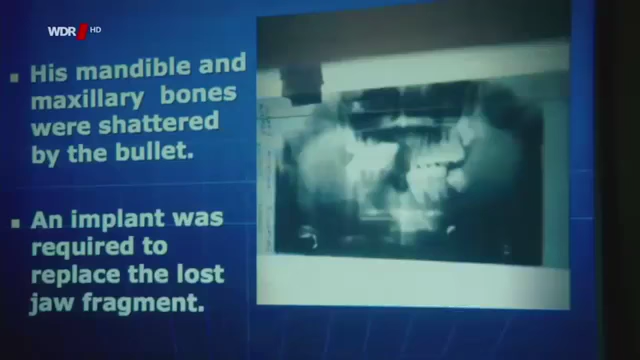 WDR HD
His mandible and
maxillary bones
were shattered
by the bullet.
An implant was
required to
replace the lost
jaw fragment.